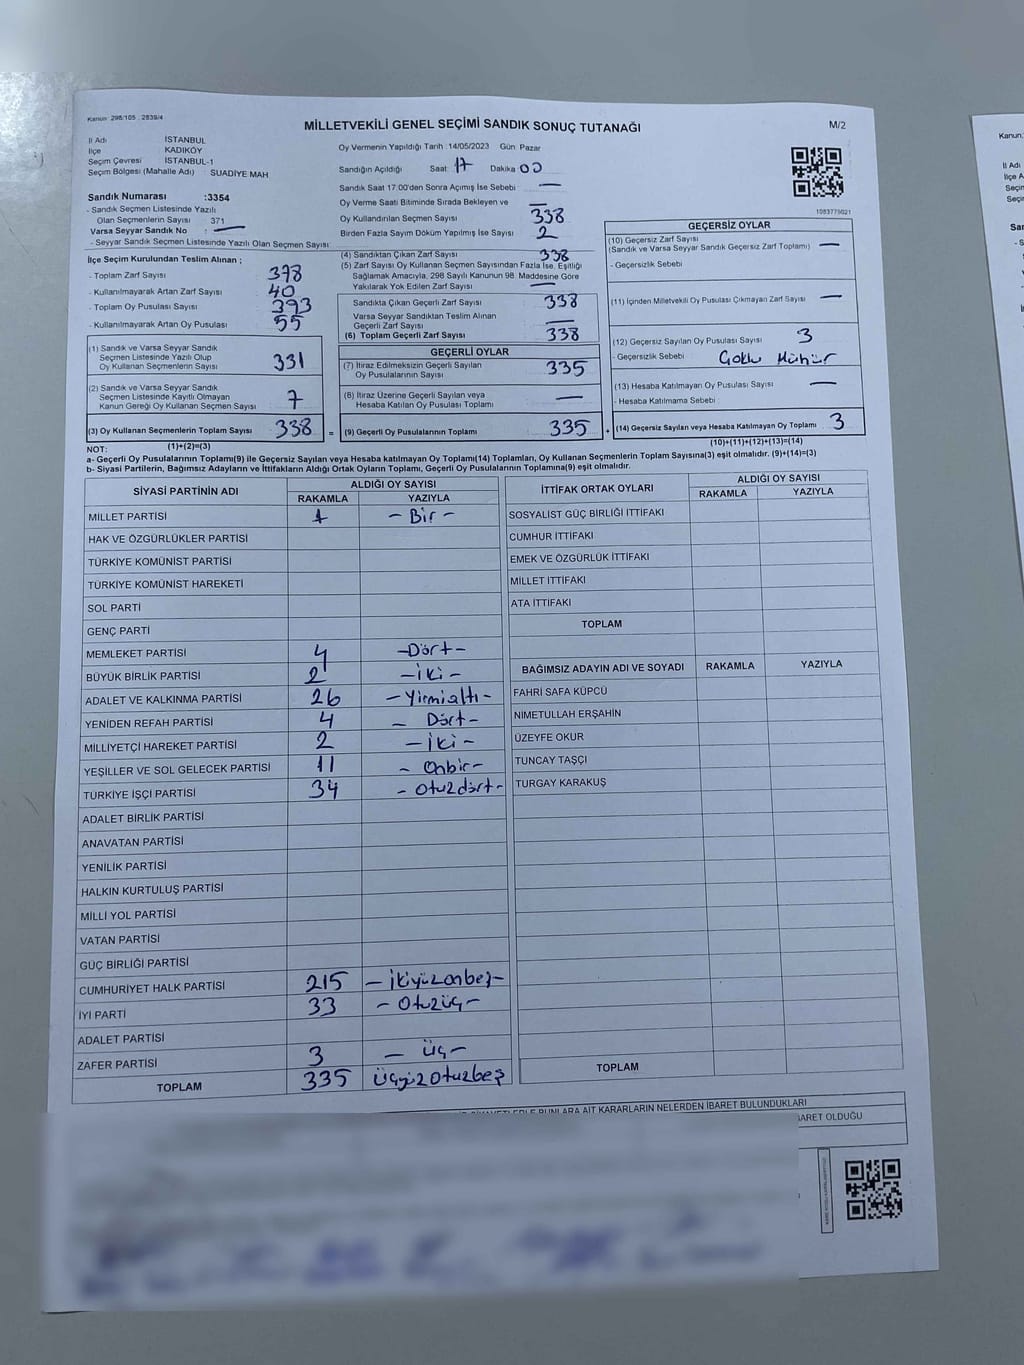 Kanun: 298/105 , 2839/4
MİLLETVEKİLİ GENEL SEÇİMİ SANDIK SONUÇ TUTANAĞI
M/2
İl Adı İSTANBUL
İlçe KADIKÖY
Seçim Çevresi İSTANBUL-1
Seçim Bölgesi (Mahalle Adı) SUADİYE MAH
Oy Vermenin Yapıldığı Tarih :14/05/2023 Gün Pazar
Sandığın Açıldığı Saat: 17 Dakika: 00
Sandık Saat 17:00'den Sonra Açımış İse Sebebi —
Oy Verme Saati Bitiminde Sırada Bekleyen ve —
Oy Kullandırılan Seçmen Sayısı 338
Birden Fazla Sayım Döküm Yapılmış İse Sayısı 2
1083775021
Sandık Numarası :3354
- Sandık Seçmen Listesinde Yazılı
Olan Seçmenlerin Sayısı 371
Varsa Seyyar Sandık No : —
- Seyyar Sandık Seçmen Listesinde Yazılı Olan Seçmen Sayısı:
İlçe Seçim Kurulundan Teslim Alınan ;
- Toplam Zarf Sayısı 378
- Kullanılmayarak Artan Zarf Sayısı 40
- Toplam Oy Pusulası Sayısı 393
- Kullanılmayarak Artan Oy Pusulası 55
(1) Sandık ve Varsa Seyyar Sandık
Seçmen Listesinde Yazılı Olup
Oy Kullanan Seçmenlerin Sayısı 331
(2) Sandık ve Varsa Seyyar Sandık
Seçmen Listesinde Kayıtlı Olmayan
Kanun Gereği Oy Kullanan Seçmen Sayısı 7
(3) Oy Kullanan Seçmenlerin Toplam Sayısı 338 =
(1)+(2)=(3)
(4) Sandıktan Çıkan Zarf Sayısı 338
(5) Zarf Sayısı Oy Kullanan Seçmen Sayısından Fazla İse, Eşitliği
Sağlamak Amacıyla, 298 Sayılı Kanunun 98. Maddesine Göre
Yakılarak Yok Edilen Zarf Sayısı —
Sandıkta Çıkan Geçerli Zarf Sayısı 338
Varsa Seyyar Sandıktan Teslim Alınan
Geçerli Zarf Sayısı —
(6) Toplam Geçerli Zarf Sayısı 338
GEÇERLİ OYLAR
(7) İtiraz Edilmeksizin Geçerli Sayılan
Oy Pusulalarının Sayısı 335
(8) İtiraz Üzerine Geçerli Sayılan veya
Hesaba Katılan Oy Pusulası Toplamı —
(9) Geçerli Oy Pusulalarının Toplamı 335 +
GEÇERSİZ OYLAR
(10) Geçersiz Zarf Sayısı
(Sandık ve Varsa Seyyar Sandık Geçersiz Zarf Toplamı) —
- Geçersizlik Sebebi
(11) İçinden Milletvekili Oy Pusulası Çıkmayan Zarf Sayısı —
(12) Geçersiz Sayılan Oy Pusulası Sayısı 3
- Geçersizlik Sebebi Çoklu Mühür
(13) Hesaba Katılmayan Oy Pusulası Sayısı —
- Hesaba Katılmama Sebebi :
(14) Geçersiz Sayılan veya Hesaba Katılmayan Oy Toplamı 3
(10)+(11)+(12)+(13)=(14)
NOT:
a- Geçerli Oy Pusulalarının Toplamı(9) ile Geçersiz Sayılan veya Hesaba katılmayan Oy Toplamı(14) Toplamları, Oy Kullanan Seçmenlerin Toplam Sayısına(3) eşit olmalıdır. (9)+(14)=(3)
b- Siyasi Partilerin, Bağımsız Adayların ve İttifakların Aldığı Ortak Oyların Toplamı, Geçerli Oy Pusulalarının Toplamına(9) eşit olmalıdır.
SİYASİ PARTİNİN ADI ALDIĞI OY SAYISI
RAKAMLA YAZIYLA
MİLLET PARTİSİ 1 - Bir -
HAK VE ÖZGÜRLÜKLER PARTİSİ
TÜRKİYE KOMÜNİST PARTİSİ
TÜRKİYE KOMÜNİST HAREKETİ
SOL PARTİ
GENÇ PARTİ
MEMLEKET PARTİSİ 4 -Dört-
BÜYÜK BİRLİK PARTİSİ 2 -İki -
ADALET VE KALKINMA PARTİSİ 26 -Yirmialtı -
YENİDEN REFAH PARTİSİ 4 - Dört -
MİLLİYETÇİ HAREKET PARTİSİ 2 - İki -
YEŞİLLER VE SOL GELECEK PARTİSİ 11 - Onbir -
TÜRKİYE İŞÇİ PARTİSİ 34 - Otuzdört -
ADALET BİRLİK PARTİSİ
ANAVATAN PARTİSİ
YENİLİK PARTİSİ
HALKIN KURTULUŞ PARTİSİ
MİLLİ YOL PARTİSİ
VATAN PARTİSİ
GÜÇ BİRLİĞİ PARTİSİ
CUMHURİYET HALK PARTİSİ 215 - İkiyüzonbeş -
İYİ PARTİ 33 - Otuzüç -
ADALET PARTİSİ
ZAFER PARTİSİ 3 - Üç -
TOPLAM 335 Üçyüzotuzbeş
İTTİFAK ORTAK OYLARI ALDIĞI OY SAYISI
RAKAMLA YAZIYLA
SOSYALİST GÜÇ BİRLİĞİ İTTİFAKI
CUMHUR İTTİFAKI
EMEK VE ÖZGÜRLÜK İTTİFAKI
MİLLET İTTİFAKI
ATA İTTİFAKI
TOPLAM
BAĞIMSIZ ADAYIN ADI VE SOYADI RAKAMLA YAZIYLA
FAHRİ SAFA KÜPCÜ
NİMETULLAH ERŞAHİN
ÜZEYFE OKUR
TUNCAY TAŞÇI
TURGAY KARAKUŞ
TOPLAM
BUNLARA AİT KARARLARIN NELERDEN İBARET BULUNDUKLARI
OLDUĞU
Kanun:
İl Adı
İlçe A
Seçim
Seçi